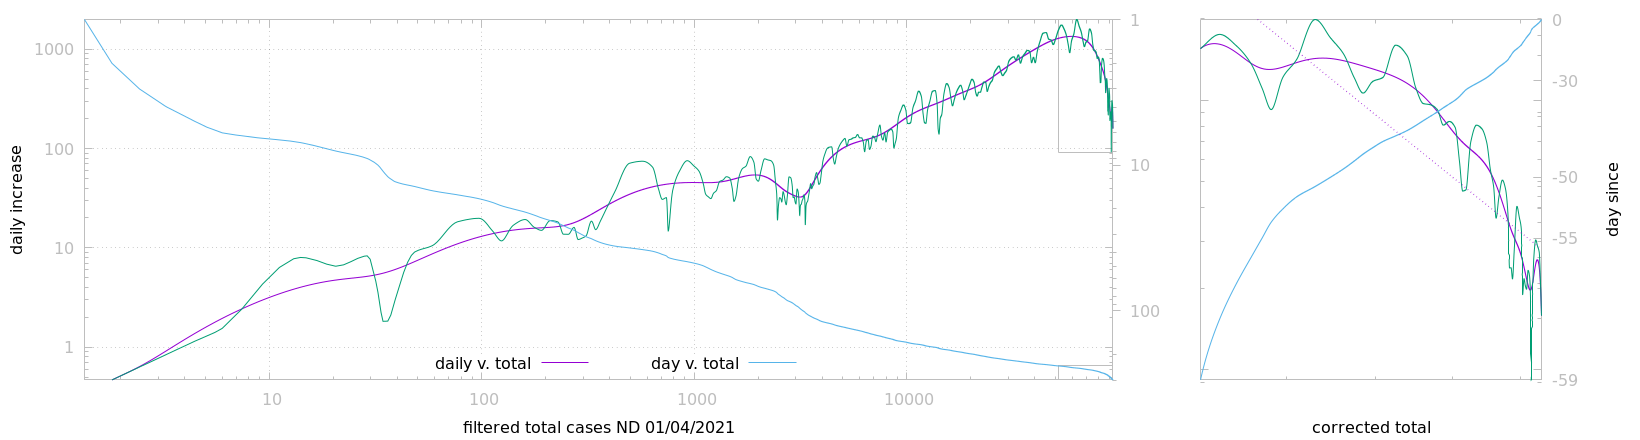 daily increase
1000
100
10
1
10
100
1000
10000
filtered total cases ND 01/04/2021
daily v. total
day v. total
1
10
100
0
-30
-50
-55
-59
day since
corrected total